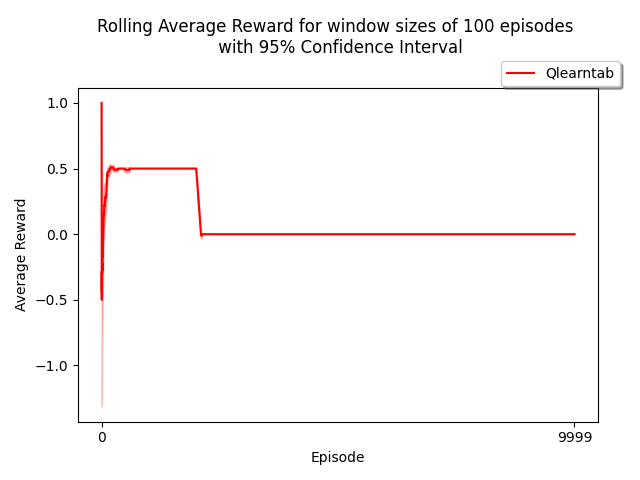 Rolling Average Reward for window sizes of 100 episodes
with 95% Confidence Interval
Qlearntab
1.0
0.5
0.0
−0.5
−1.0
Average Reward
0
9999
Episode